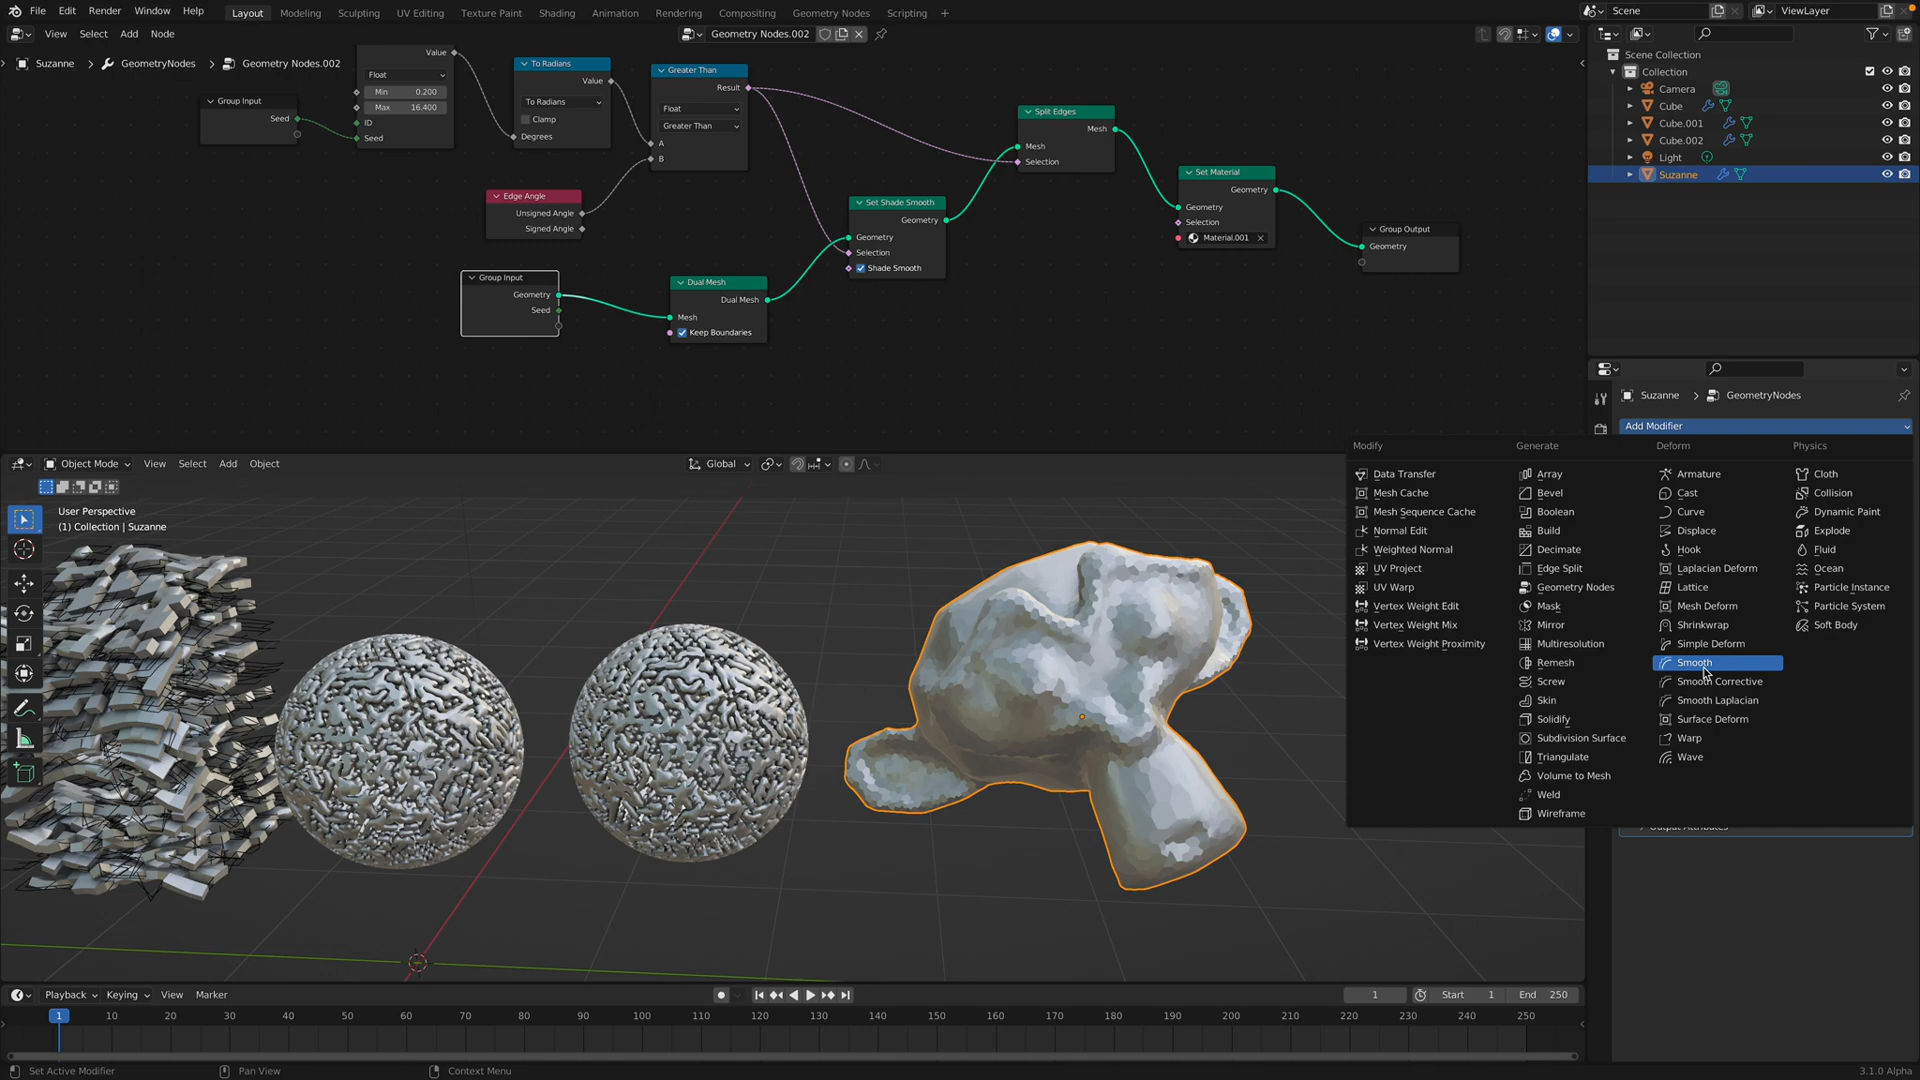 File Edit Render Window Help Layout Modeling Sculpting UV Editing Texture Paint Shading Animation Rendering Compositing Geometry Nodes Scripting + Scene ViewLayer
View Select Add Node Geometry Nodes.002
Suzanne > GeometryNodes > Geometry Nodes.002
Group Input
Seed
Value
Float
Min 0.200
Max 16.400
ID
Seed
To Radians
Value
To Radians
Clamp
Degrees
Greater Than
Result
Float
Greater Than
A
B
Edge Angle
Unsigned Angle
Signed Angle
Group Input
Geometry
Seed
Dual Mesh
Dual Mesh
Mesh
Keep Boundaries
Set Shade Smooth
Geometry
Geometry
Selection
Shade Smooth
Split Edges
Mesh
Mesh
Selection
Set Material
Geometry
Geometry
Selection
Material.001
Group Output
Geometry
Scene Collection
Collection
Camera
Cube
Cube.001
Cube.002
Light
Suzanne
Suzanne > GeometryNodes
Add Modifier
Modify
Data Transfer
Mesh Cache
Mesh Sequence Cache
Normal Edit
Weighted Normal
UV Project
UV Warp
Vertex Weight Edit
Vertex Weight Mix
Vertex Weight Proximity
Generate
Array
Bevel
Boolean
Build
Decimate
Edge Split
Geometry Nodes
Mask
Mirror
Multiresolution
Remesh
Screw
Skin
Solidify
Subdivision Surface
Triangulate
Volume to Mesh
Weld
Wireframe
Deform
Armature
Cast
Curve
Displace
Hook
Laplacian Deform
Lattice
Mesh Deform
Shrinkwrap
Simple Deform
Smooth
Smooth Corrective
Smooth Laplacian
Surface Deform
Warp
Wave
Physics
Cloth
Collision
Dynamic Paint
Explode
Fluid
Ocean
Particle Instance
Particle System
Soft Body
Output Attributes
Object Mode View Select Add Object Global
User Perspective
(1) Collection | Suzanne
Playback Keying View Marker 1 Start 1 End 250
1 10 20 30 40 50 60 70 80 90 100 110 120 130 140 150 160 170 180 190 200 210 220 230 240 250
Set Active Modifier Pan View Context Menu 3.1.0 Alpha